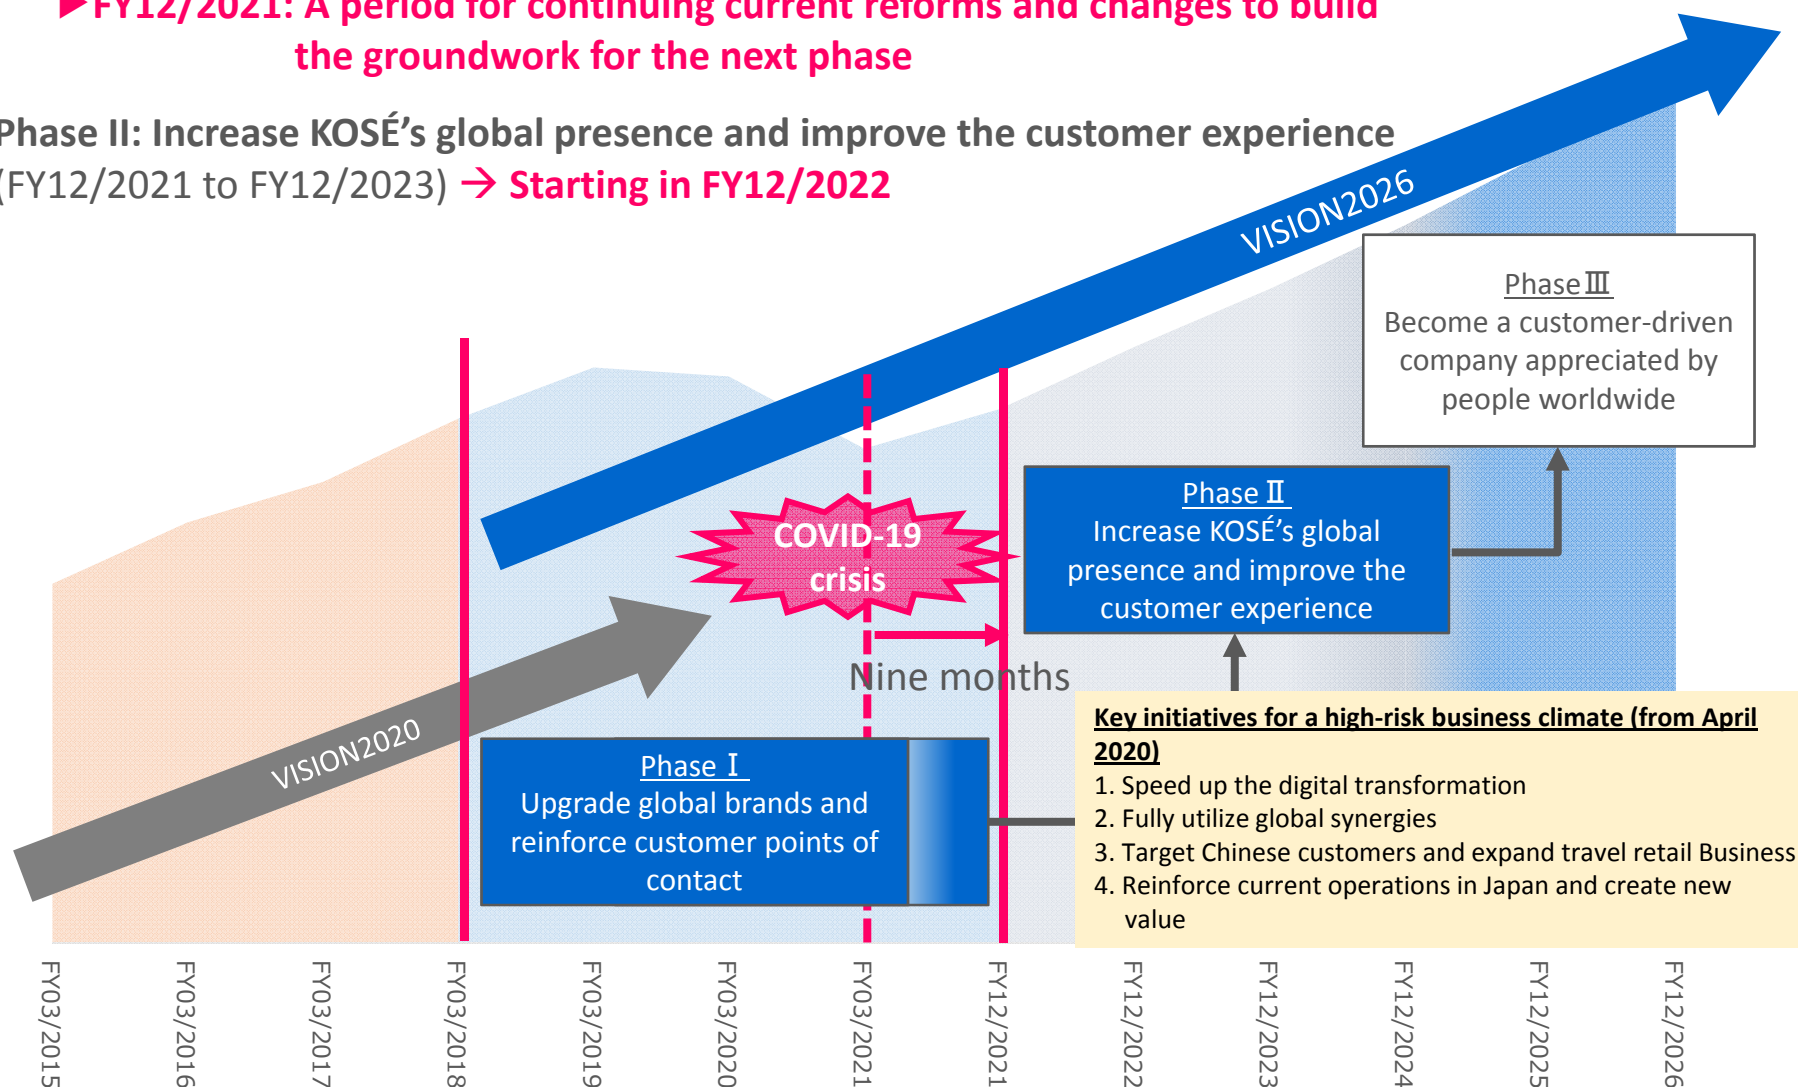 ▶FY12/2021: A period for continuing current reforms and changes to build
the groundwork for the next phase
Phase II: Increase KOSÉ’s global presence and improve the customer experience
(FY12/2021 to FY12/2023) → Starting in FY12/2022
VISION2026
Phase Ⅲ
Become a customer-driven
company appreciated by
people worldwide
COVID-19
crisis
Phase Ⅱ
Increase KOSÉ’s global
presence and improve the
customer experience
Nine months
VISION2020
Phase Ⅰ
Upgrade global brands and
reinforce customer points of
contact
Key initiatives for a high-risk business climate (from April
2020)
1. Speed up the digital transformation
2. Fully utilize global synergies
3. Target Chinese customers and expand travel retail Business
4. Reinforce current operations in Japan and create new
value
FY03/2015
FY03/2016
FY03/2017
FY03/2018
FY03/2019
FY03/2020
FY03/2021
FY12/2021
FY12/2022
FY12/2023
FY12/2024
FY12/2025
FY12/2026